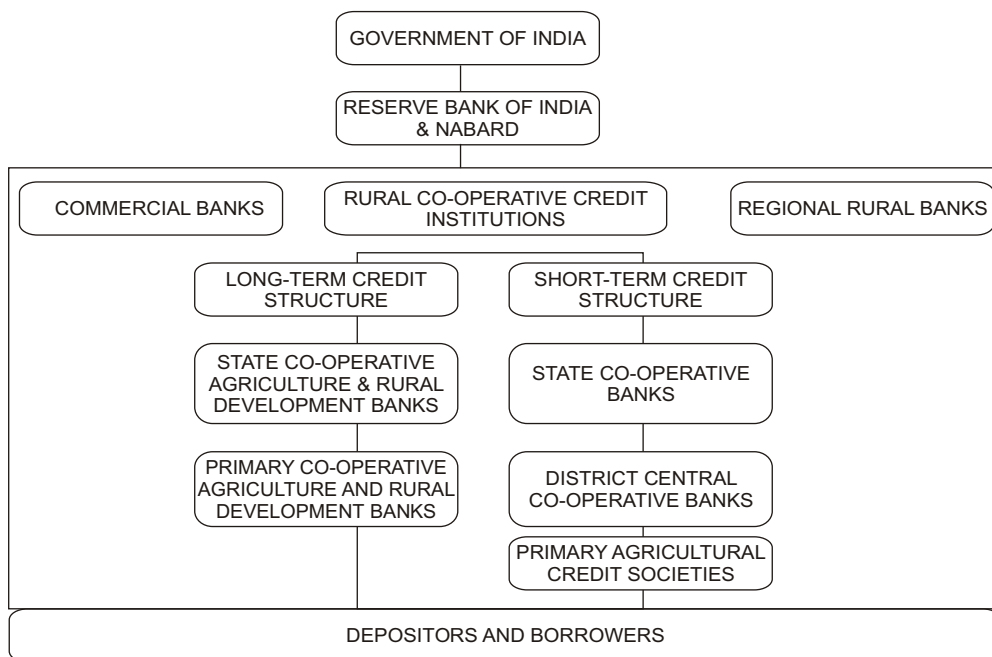 GOVERNMENT OF INDIA
RESERVE BANK OF INDIA
& NABARD
COMMERCIAL BANKS
RURAL CO-OPERATIVE CREDIT
INSTITUTIONS
REGIONAL RURAL BANKS
LONG-TERM CREDIT
STRUCTURE
SHORT-TERM CREDIT
STRUCTURE
STATE CO-OPERATIVE
AGRICULTURE & RURAL
DEVELOPMENT BANKS
STATE CO-OPERATIVE
BANKS
PRIMARY CO-OPERATIVE
AGRICULTURE AND RURAL
DEVELOPMENT BANKS
DISTRICT CENTRAL
CO-OPERATIVE BANKS
PRIMARY AGRICULTURAL
CREDIT SOCIETIES
DEPOSITORS AND BORROWERS